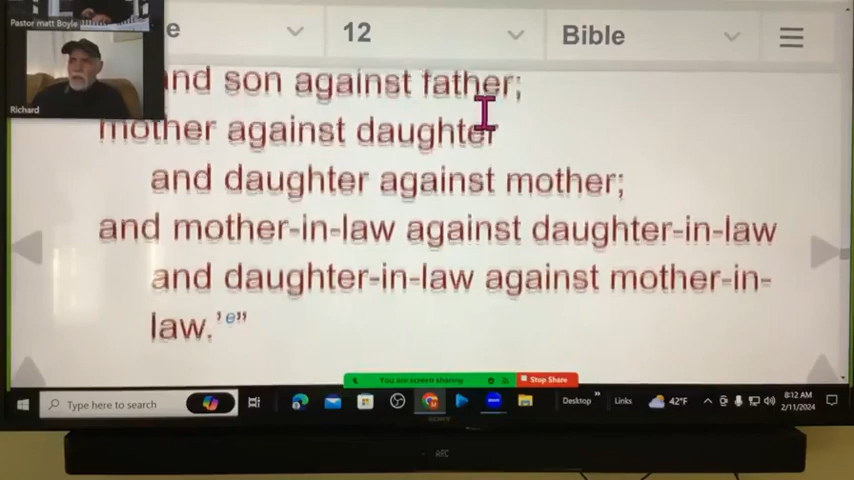 Pastor matt Boyle
e 12 Bible
Richard
and son against father;
mother against daughter
and daughter against mother;
and mother-in-law against daughter-in-law
and daughter-in-law against mother-in-
law.’e”
You are screen sharing Stop Share
Type here to search Desktop Links 42°F 8:12 AM
2/11/2024
SONY
ARC